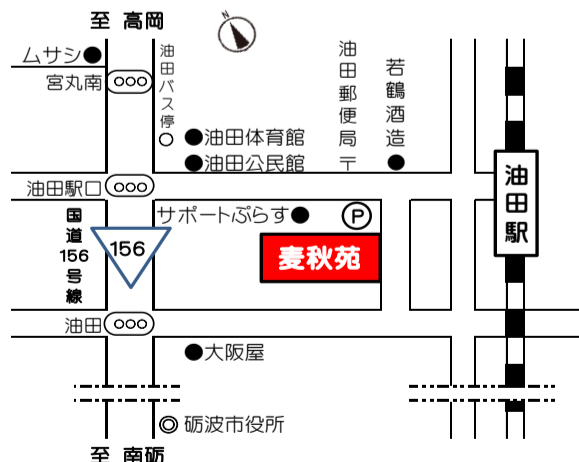 至 高岡
N
ムサシ●
宮丸南
油田バス停
油田郵便局〒
若鶴酒造
●油田体育館
●油田公民館
油田駅口
油田駅
国道156号線
156
サポートぷらす●
P
麦秋苑
油田
●大阪屋
◎ 砺波市役所
至 南砺